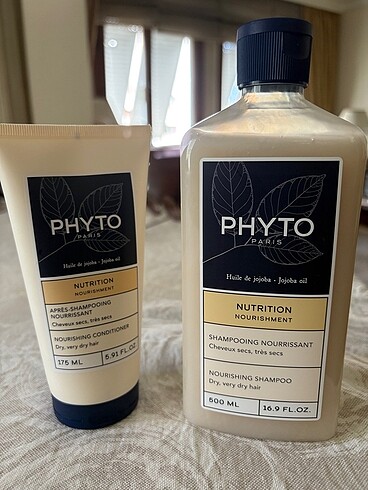 PHYTO
PARIS
Huile de jojoba - Jojoba oil
NUTRITION
NOURISHMENT
APRÈS-SHAMPOOING
NOURRISSANT
Cheveux secs, très secs
NOURISHING CONDITIONER
Dry, very dry hair
175 ML
5.91 FL.OZ.
PHYTO
PARIS
Huile de jojoba - Jojoba oil
NUTRITION
NOURISHMENT
SHAMPOOING NOURRISSANT
Cheveux secs, très secs
NOURISHING SHAMPOO
Dry, very dry hair
500 ML
16.9 FL.OZ.